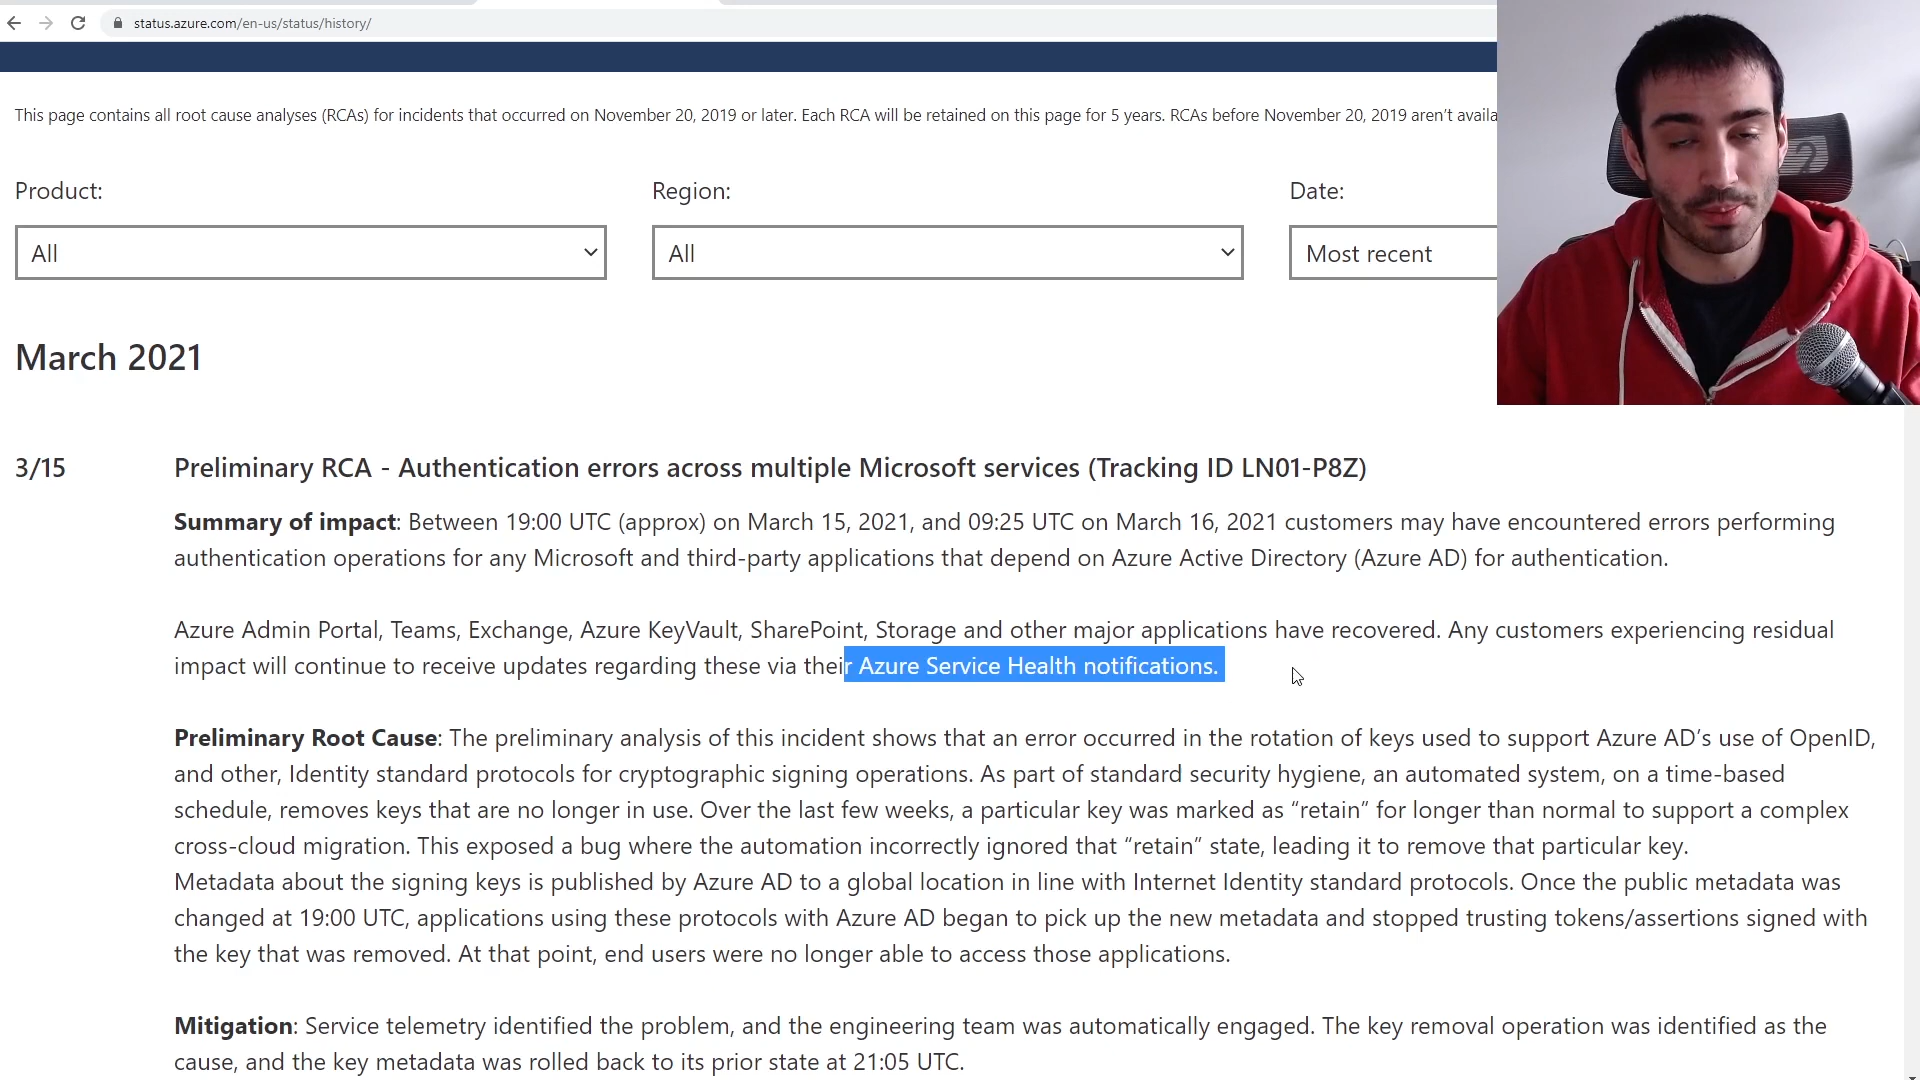 status.azure.com/en-us/status/history/
This page contains all root cause analyses (RCAs) for incidents that occurred on November 20, 2019 or later. Each RCA will be retained on this page for 5 years. RCAs before November 20, 2019 aren’t availa
Product:
Region:
Date:
All
All
Most recent
March 2021
3/15
Preliminary RCA - Authentication errors across multiple Microsoft services (Tracking ID LN01-P8Z)
Summary of impact: Between 19:00 UTC (approx) on March 15, 2021, and 09:25 UTC on March 16, 2021 customers may have encountered errors performing
authentication operations for any Microsoft and third-party applications that depend on Azure Active Directory (Azure AD) for authentication.
Azure Admin Portal, Teams, Exchange, Azure KeyVault, SharePoint, Storage and other major applications have recovered. Any customers experiencing residual
impact will continue to receive updates regarding these via their Azure Service Health notifications.
Preliminary Root Cause: The preliminary analysis of this incident shows that an error occurred in the rotation of keys used to support Azure AD’s use of OpenID,
and other, Identity standard protocols for cryptographic signing operations. As part of standard security hygiene, an automated system, on a time-based
schedule, removes keys that are no longer in use. Over the last few weeks, a particular key was marked as “retain” for longer than normal to support a complex
cross-cloud migration. This exposed a bug where the automation incorrectly ignored that “retain” state, leading it to remove that particular key.
Metadata about the signing keys is published by Azure AD to a global location in line with Internet Identity standard protocols. Once the public metadata was
changed at 19:00 UTC, applications using these protocols with Azure AD began to pick up the new metadata and stopped trusting tokens/assertions signed with
the key that was removed. At that point, end users were no longer able to access those applications.
Mitigation: Service telemetry identified the problem, and the engineering team was automatically engaged. The key removal operation was identified as the
cause, and the key metadata was rolled back to its prior state at 21:05 UTC.